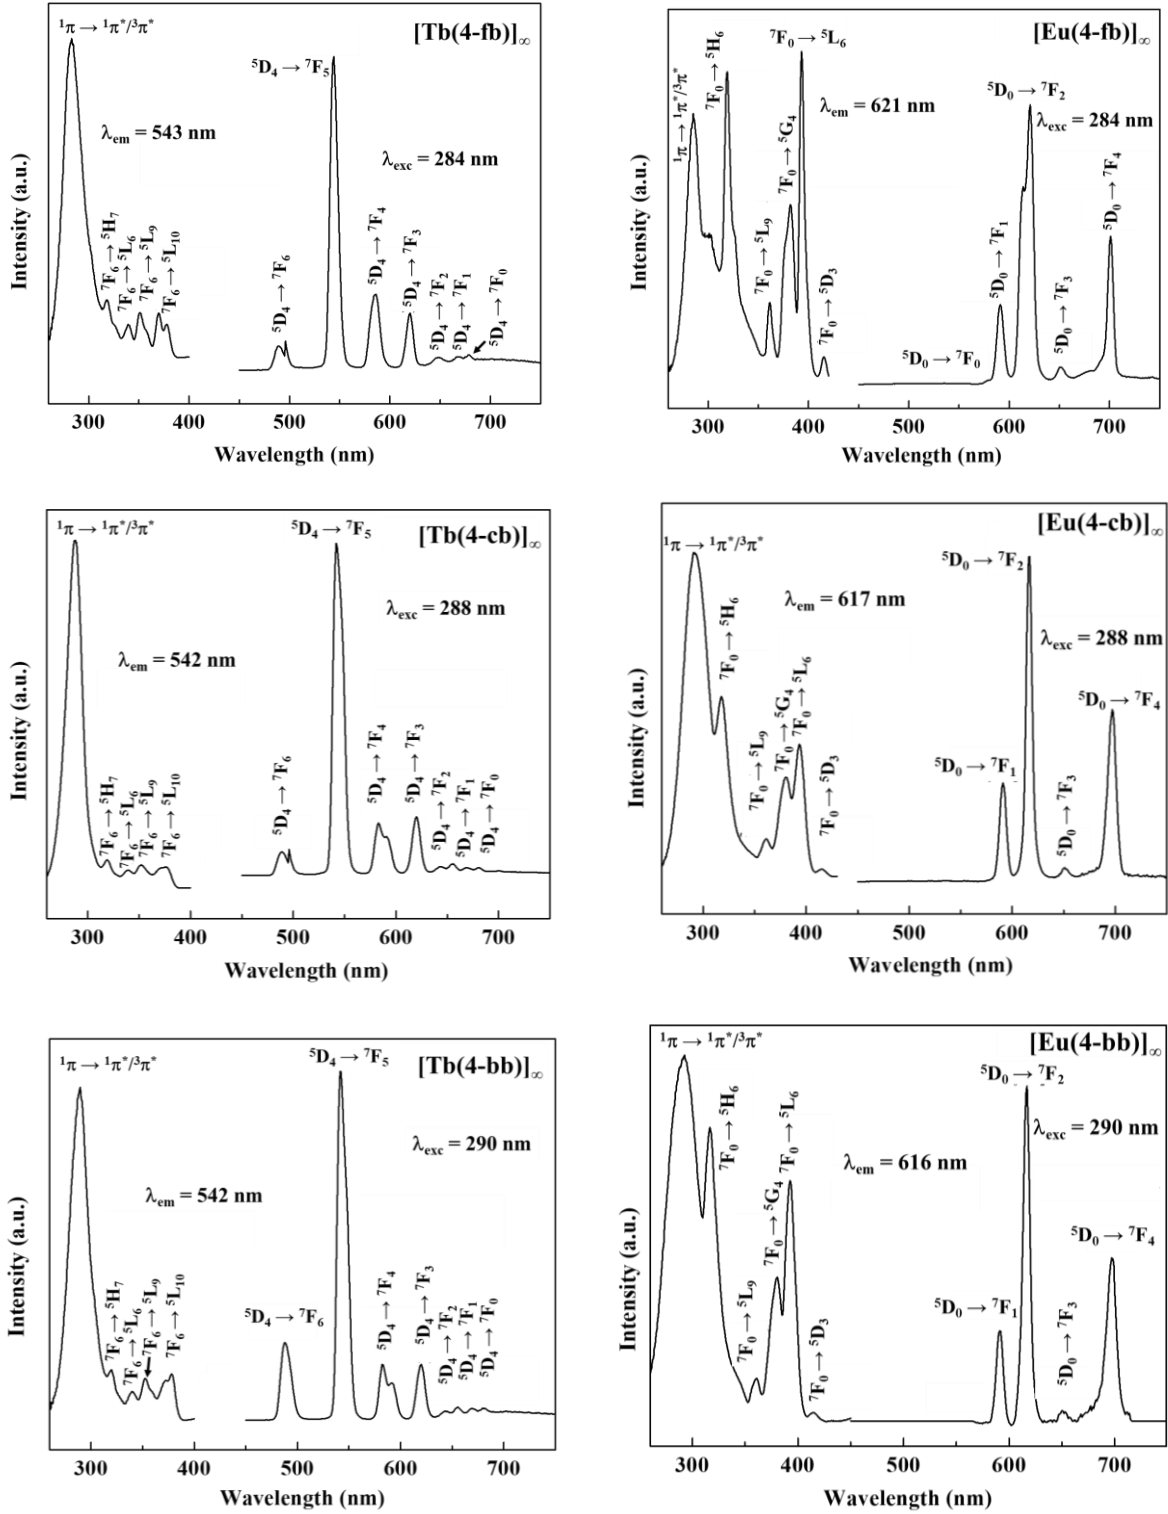 ¹π → ¹π*/³π*
[Tb(4-fb)]∞
⁵D₄ → ⁷F₅
λem = 543 nm
λexc = 284 nm
⁷F₆ → ⁵H₇
⁷F₆ → ⁵L₆
⁷F₆ → ⁵L₉
⁷F₆ → ⁵L₁₀
⁵D₄ → ⁷F₆
⁵D₄ → ⁷F₄
⁵D₄ → ⁷F₃
⁵D₄ → ⁷F₂
⁵D₄ → ⁷F₁
⁵D₄ → ⁷F₀
Intensity (a.u.)
300 400 500 600 700
Wavelength (nm)
[Eu(4-fb)]∞
¹π → ¹π*/³π*
⁷F₀ → ⁵H₆
⁷F₀ → ⁵L₆
λem = 621 nm
⁵D₀ → ⁷F₂
λexc = 284 nm
⁷F₀ → ⁵L₉
⁷F₀ → ⁵G₄
⁷F₀ → ⁵D₃
⁵D₀ → ⁷F₀
⁵D₀ → ⁷F₁
⁵D₀ → ⁷F₃
⁵D₀ → ⁷F₄
Intensity (a.u.)
300 400 500 600 700
Wavelength (nm)
¹π → ¹π*/³π*
⁵D₄ → ⁷F₅
[Tb(4-cb)]∞
λexc = 288 nm
λem = 542 nm
⁷F₆ → ⁵H₇
⁷F₆ → ⁵L₆
⁷F₆ → ⁵L₉
⁷F₆ → ⁵L₁₀
⁵D₄ → ⁷F₆
⁵D₄ → ⁷F₄
⁵D₄ → ⁷F₃
⁵D₄ → ⁷F₂
⁵D₄ → ⁷F₁
⁵D₄ → ⁷F₀
Intensity (a.u.)
300 400 500 600 700
Wavelength (nm)
[Eu(4-cb)]∞
¹π → ¹π*/³π*
⁵D₀ → ⁷F₂
λem = 617 nm
λexc = 288 nm
⁷F₀ → ⁵H₆
⁷F₀ → ⁵L₉
⁷F₀ → ⁵G₄
⁷F₀ → ⁵L₆
⁷F₀ → ⁵D₃
⁵D₀ → ⁷F₁
⁵D₀ → ⁷F₃
⁵D₀ → ⁷F₄
Intensity (a.u.)
300 400 500 600 700
Wavelength (nm)
¹π → ¹π*/³π*
⁵D₄ → ⁷F₅
[Tb(4-bb)]∞
λexc = 290 nm
λem = 542 nm
⁷F₆ → ⁵H₇
⁷F₆ → ⁵L₆
⁷F₆ → ⁵L₉
⁷F₆ → ⁵L₁₀
⁵D₄ → ⁷F₆
⁵D₄ → ⁷F₄
⁵D₄ → ⁷F₃
⁵D₄ → ⁷F₂
⁵D₄ → ⁷F₁
⁵D₄ → ⁷F₀
Intensity (a.u.)
300 400 500 600 700
Wavelength (nm)
¹π → ¹π*/³π*
[Eu(4-bb)]∞
⁵D₀ → ⁷F₂
λexc = 290 nm
λem = 616 nm
⁷F₀ → ⁵H₆
⁷F₀ → ⁵L₉
⁷F₀ → ⁵G₄
⁷F₀ → ⁵L₆
⁷F₀ → ⁵D₃
⁵D₀ → ⁷F₁
⁵D₀ → ⁷F₃
⁵D₀ → ⁷F₄
Intensity (a.u.)
300 400 500 600 700
Wavelength (nm)